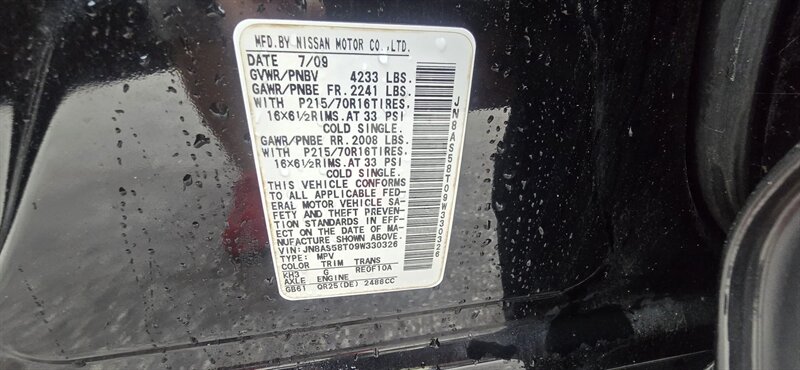 MFD.BY NISSAN MOTOR CO.,LTD.
DATE 7/09
GVWR/PNBV 4233 LBS.
GAWR/PNBE FR. 2241 LBS.
WITH P215/70R16TIRES.
16×6½RIMS.AT 33 PSI
COLD SINGLE.
GAWR/PNBE RR. 2008 LBS.
WITH P215/70R16TIRES.
16×6½RIMS.AT 33 PSI
COLD SINGLE.
THIS VEHICLE CONFORMS
TO ALL APPLICABLE FED-
ERAL MOTOR VEHICLE SA-
FETY AND THEFT PREVEN-
TION STANDARDS IN EFF-
ECT ON THE DATE OF MA-
NUFACTURE SHOWN ABOVE.
VIN: JN8AS58T09W330326
TYPE: MPV
COLOR TRIM TRANS
KH3 G RE0F10A
AXLE ENGINE
GB61 QR25(DE) 2488CC
JN8AS58T09W330326